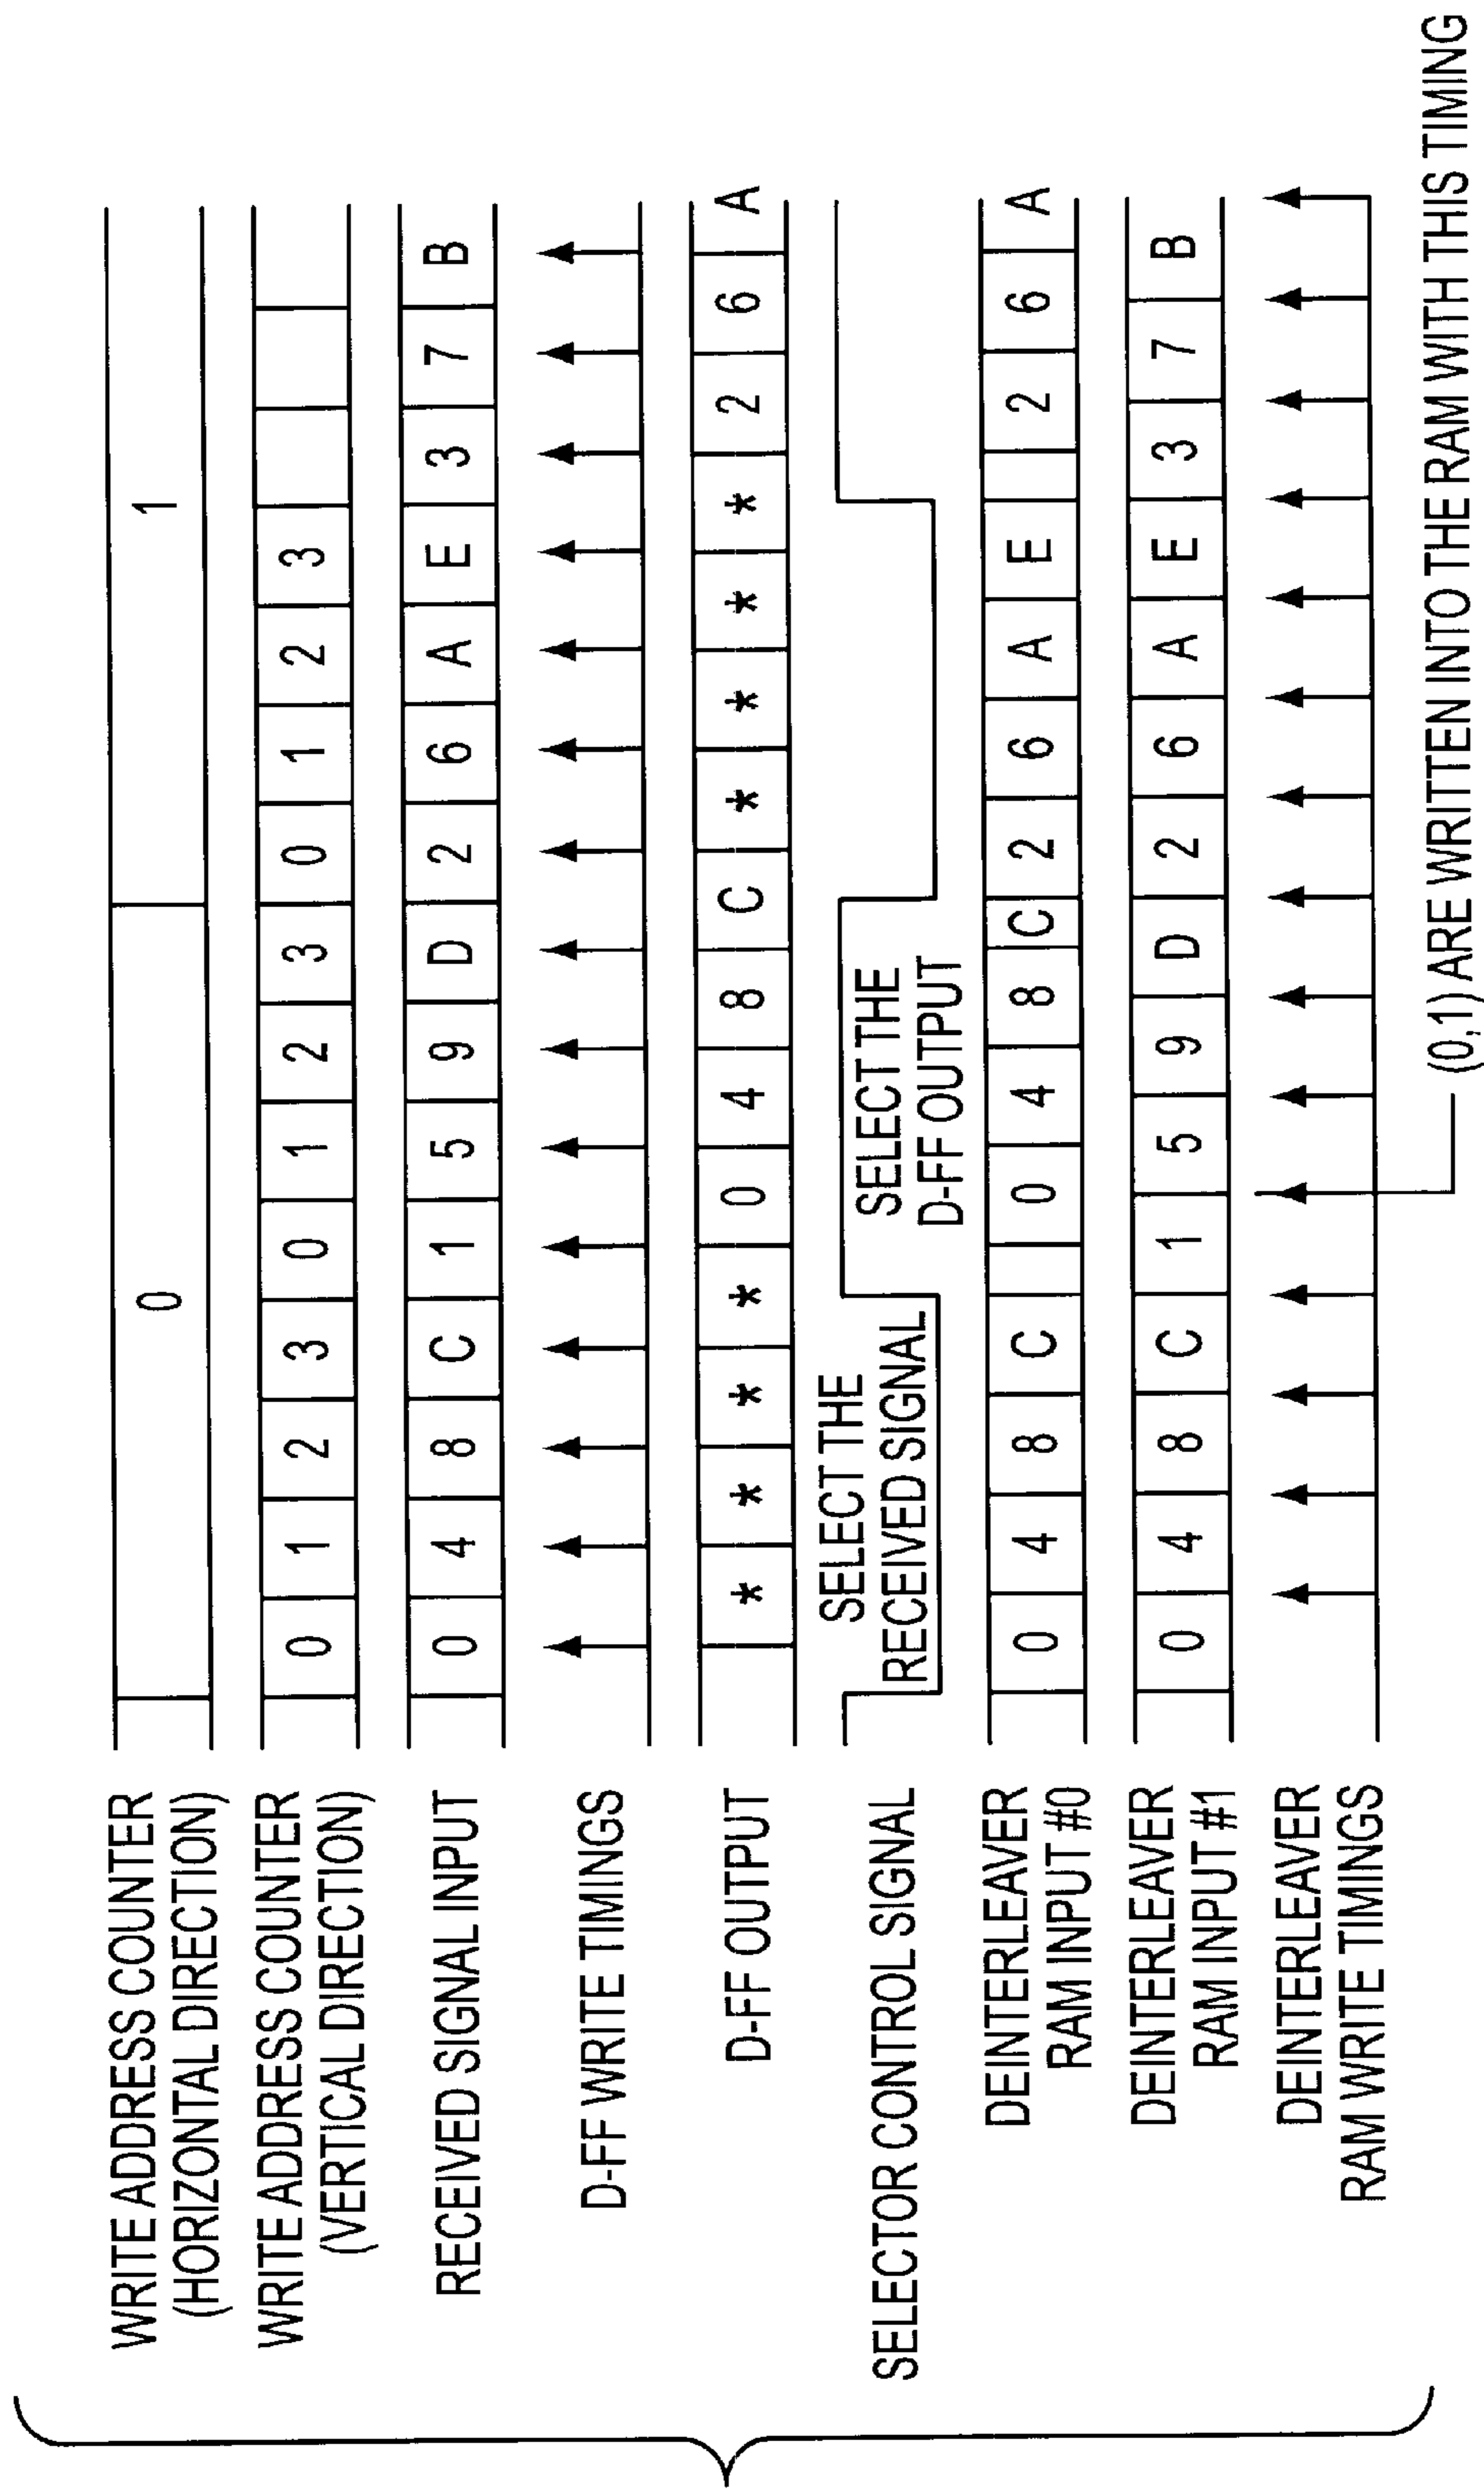 WRITE ADDRESS COUNTER
(HORIZONTAL DIRECTION)
0 1
WRITE ADDRESS COUNTER
(VERTICAL DIRECTION)
0 1 2 3 0 1 2 3 0 1 2 3
RECEIVED SIGNAL INPUT
0 4 8 C 1 5 9 D 2 6 A E 3 7 B
D-FF WRITE TIMINGS
D-FF OUTPUT
* * * * 0 4 8 C * * * * 2 6 A
SELECTOR CONTROL SIGNAL
SELECT THE
RECEIVED SIGNAL
SELECT THE
D-FF OUTPUT
DEINTERLEAVER
RAM INPUT #0
0 4 8 C 0 4 8 C 2 6 A E 2 6 A
DEINTERLEAVER
RAM INPUT #1
0 4 8 C 1 5 9 D 2 6 A E 3 7 B
DEINTERLEAVER
RAM WRITE TIMINGS
(0,1) ARE WRITTEN INTO THE RAM WITH THIS TIMING